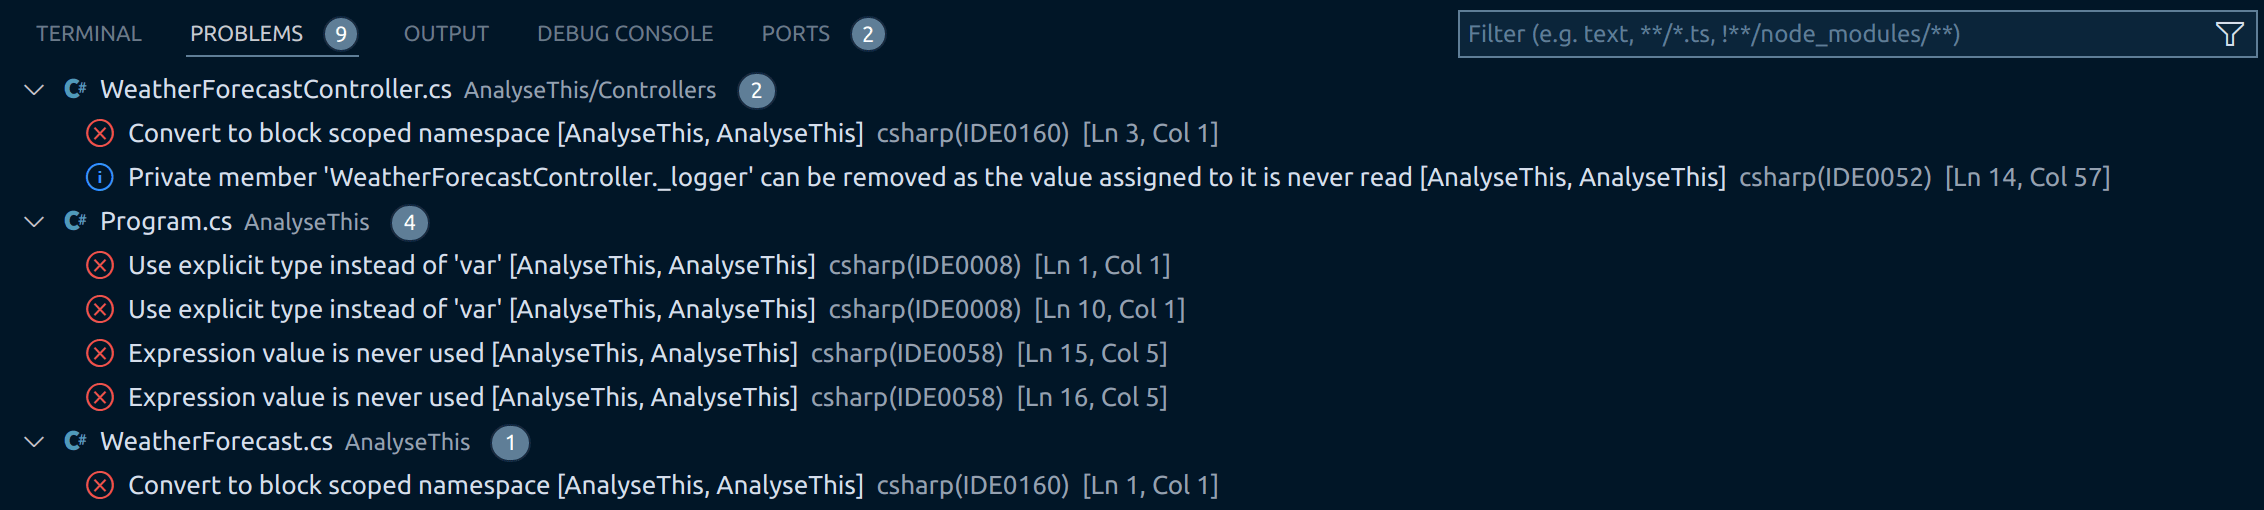 TERMINAL PROBLEMS 9 OUTPUT DEBUG CONSOLE PORTS 2 Filter (e.g. text, **/*.ts, !**/node_modules/**)
C# WeatherForecastController.cs AnalyseThis/Controllers 2
Convert to block scoped namespace [AnalyseThis, AnalyseThis] csharp(IDE0160) [Ln 3, Col 1]
Private member 'WeatherForecastController._logger' can be removed as the value assigned to it is never read [AnalyseThis, AnalyseThis] csharp(IDE0052) [Ln 14, Col 57]
C# Program.cs AnalyseThis 4
Use explicit type instead of 'var' [AnalyseThis, AnalyseThis] csharp(IDE0008) [Ln 1, Col 1]
Use explicit type instead of 'var' [AnalyseThis, AnalyseThis] csharp(IDE0008) [Ln 10, Col 1]
Expression value is never used [AnalyseThis, AnalyseThis] csharp(IDE0058) [Ln 15, Col 5]
Expression value is never used [AnalyseThis, AnalyseThis] csharp(IDE0058) [Ln 16, Col 5]
C# WeatherForecast.cs AnalyseThis 1
Convert to block scoped namespace [AnalyseThis, AnalyseThis] csharp(IDE0160) [Ln 1, Col 1]